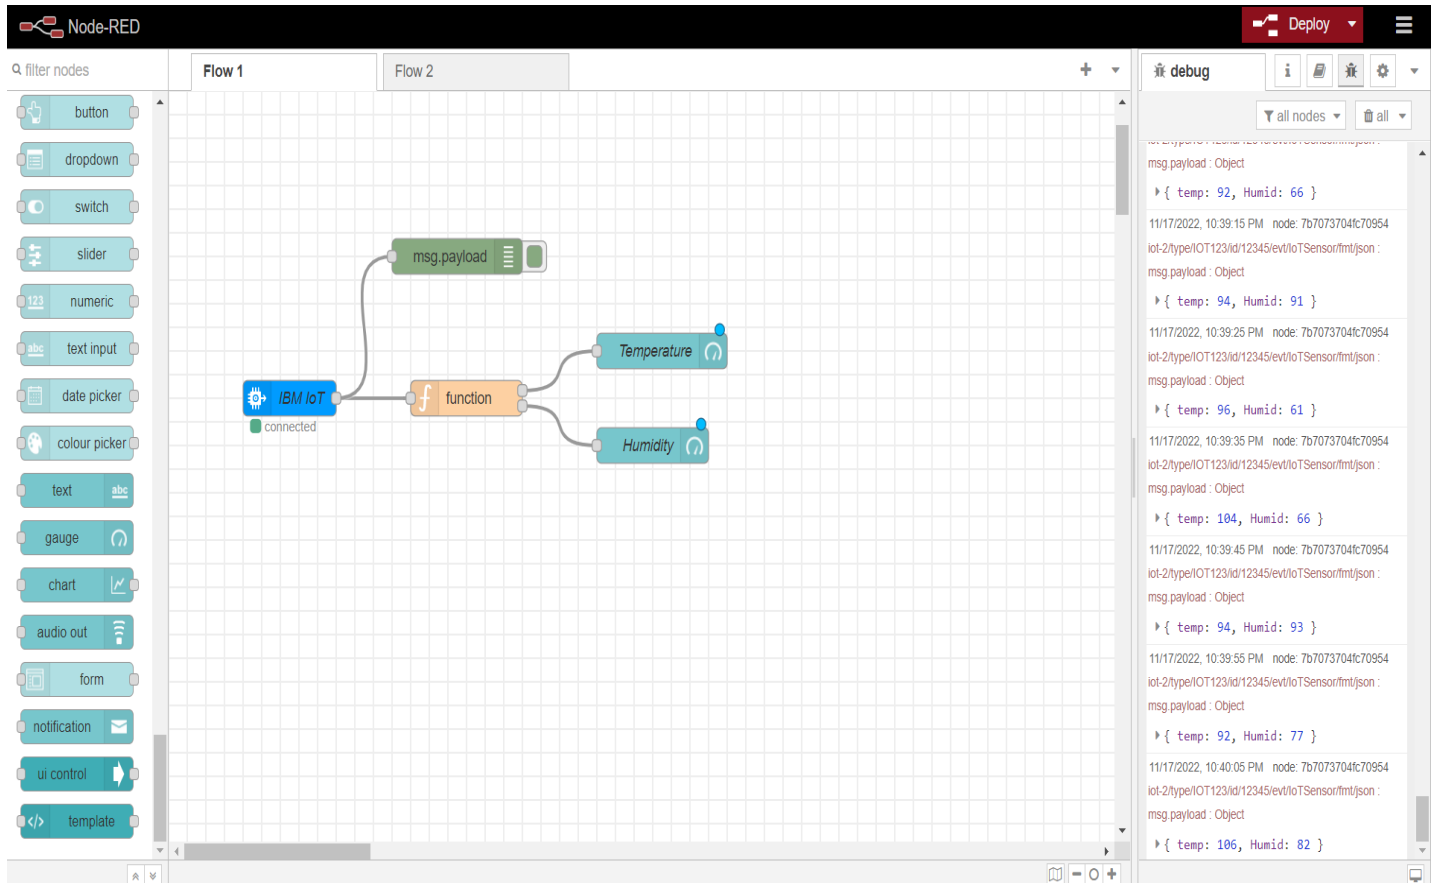 Node-RED
Deploy
filter nodes
Flow 1
Flow 2
debug
i
all nodes
all
button
dropdown
switch
slider
123 numeric
abc text input
date picker
colour picker
text abc
gauge
chart
audio out
form
notification
ui control
</> template
msg.payload
Temperature
IBM IoT
function
connected
Humidity
msg.payload : Object
{ temp: 92, Humid: 66 }
11/17/2022, 10:39:15 PM node: 7b7073704fc70954
iot-2/type/IOT123/id/12345/evt/IoTSensor/fmt/json :
msg.payload : Object
{ temp: 94, Humid: 91 }
11/17/2022, 10:39:25 PM node: 7b7073704fc70954
iot-2/type/IOT123/id/12345/evt/IoTSensor/fmt/json :
msg.payload : Object
{ temp: 96, Humid: 61 }
11/17/2022, 10:39:35 PM node: 7b7073704fc70954
iot-2/type/IOT123/id/12345/evt/IoTSensor/fmt/json :
msg.payload : Object
{ temp: 104, Humid: 66 }
11/17/2022, 10:39:45 PM node: 7b7073704fc70954
iot-2/type/IOT123/id/12345/evt/IoTSensor/fmt/json :
msg.payload : Object
{ temp: 94, Humid: 93 }
11/17/2022, 10:39:55 PM node: 7b7073704fc70954
iot-2/type/IOT123/id/12345/evt/IoTSensor/fmt/json :
msg.payload : Object
{ temp: 92, Humid: 77 }
11/17/2022, 10:40:05 PM node: 7b7073704fc70954
iot-2/type/IOT123/id/12345/evt/IoTSensor/fmt/json :
msg.payload : Object
{ temp: 106, Humid: 82 }